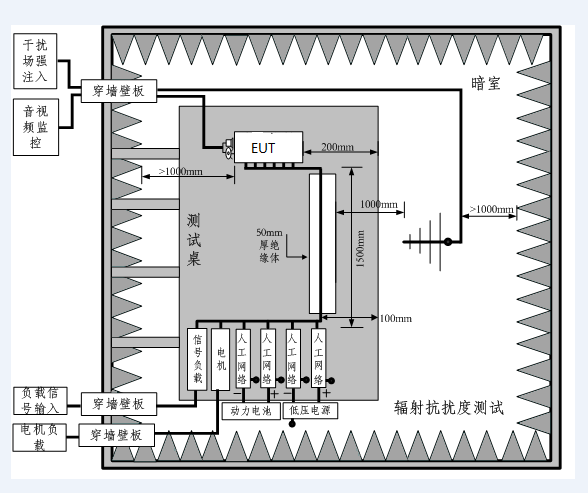 干扰
场强
注入
音视
频监
控
穿墙壁板
暗室
EUT
200mm
>1000mm
1000mm
>1000mm
测
试
桌
50mm
厚绝
缘体
1500mm
100mm
信号负载
电机
人工网络
人工网络
人工网络
人工网络
− + − +
动力电池
低压电源
负载信
号输入
穿墙壁板
电机负
载
穿墙壁板
辐射抗扰度测试